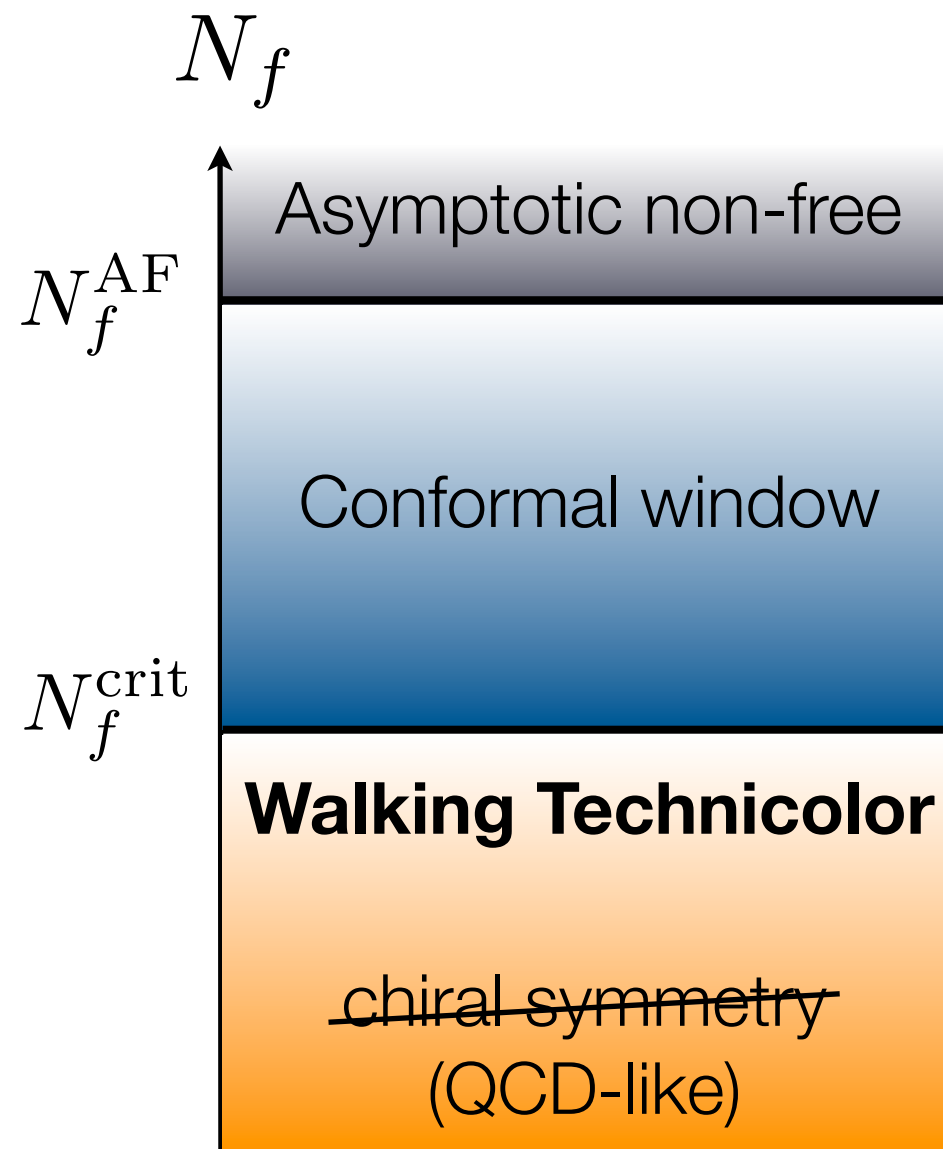 N_f
Asymptotic non-free
N_f^AF
Conformal window
N_f^crit
Walking Technicolor
chiral symmetry
(QCD-like)